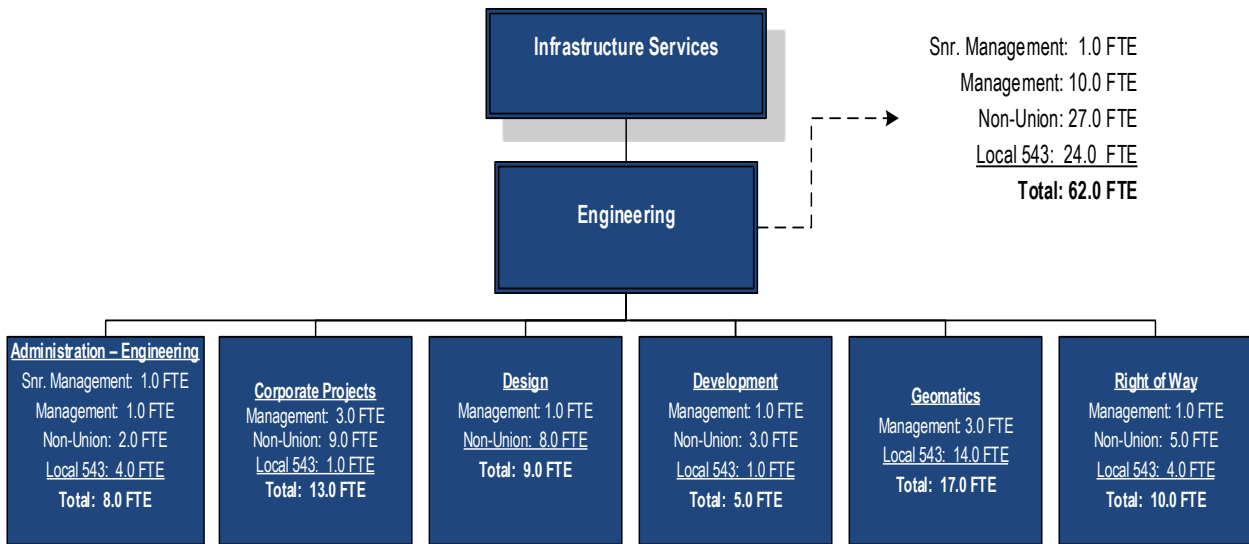 Infrastructure Services
Snr. Management: 1.0 FTE
Management: 10.0 FTE
Non-Union: 27.0 FTE
Local 543: 24.0 FTE
Total: 62.0 FTE
Engineering
Administration – Engineering
Snr. Management: 1.0 FTE
Management: 1.0 FTE
Non-Union: 2.0 FTE
Local 543: 4.0 FTE
Total: 8.0 FTE
Corporate Projects
Management: 3.0 FTE
Non-Union: 9.0 FTE
Local 543: 1.0 FTE
Total: 13.0 FTE
Design
Management: 1.0 FTE
Non-Union: 8.0 FTE
Total: 9.0 FTE
Development
Management: 1.0 FTE
Non-Union: 3.0 FTE
Local 543: 1.0 FTE
Total: 5.0 FTE
Geomatics
Management: 3.0 FTE
Local 543: 14.0 FTE
Total: 17.0 FTE
Right of Way
Management: 1.0 FTE
Non-Union: 5.0 FTE
Local 543: 4.0 FTE
Total: 10.0 FTE